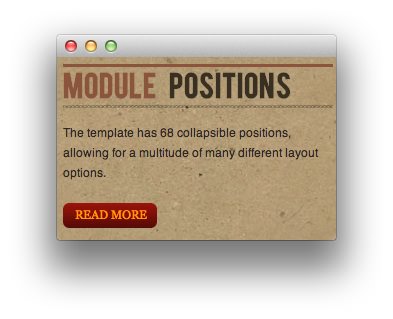 MODULE POSITIONS
The template has 68 collapsible positions,
allowing for a multitude of many different layout
options.
READ MORE